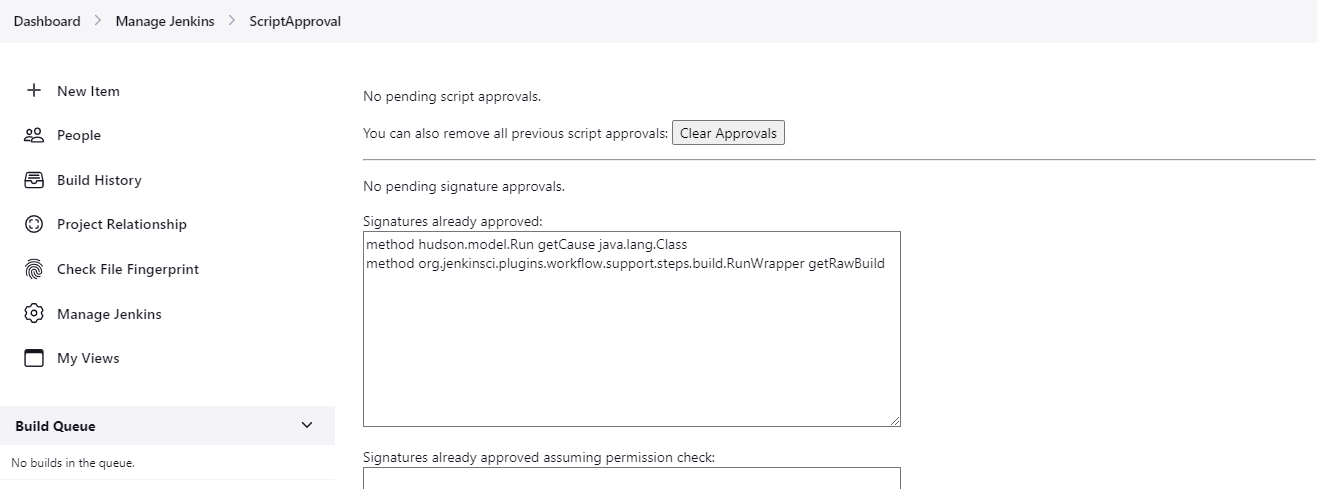 Dashboard > Manage Jenkins > ScriptApproval
New Item
People
Build History
Project Relationship
Check File Fingerprint
Manage Jenkins
My Views
Build Queue
No builds in the queue.
No pending script approvals.
You can also remove all previous script approvals: Clear Approvals
No pending signature approvals.
Signatures already approved:
method hudson.model.Run getCause java.lang.Class
method org.jenkinsci.plugins.workflow.support.steps.build.RunWrapper getRawBuild
Signatures already approved assuming permission check: